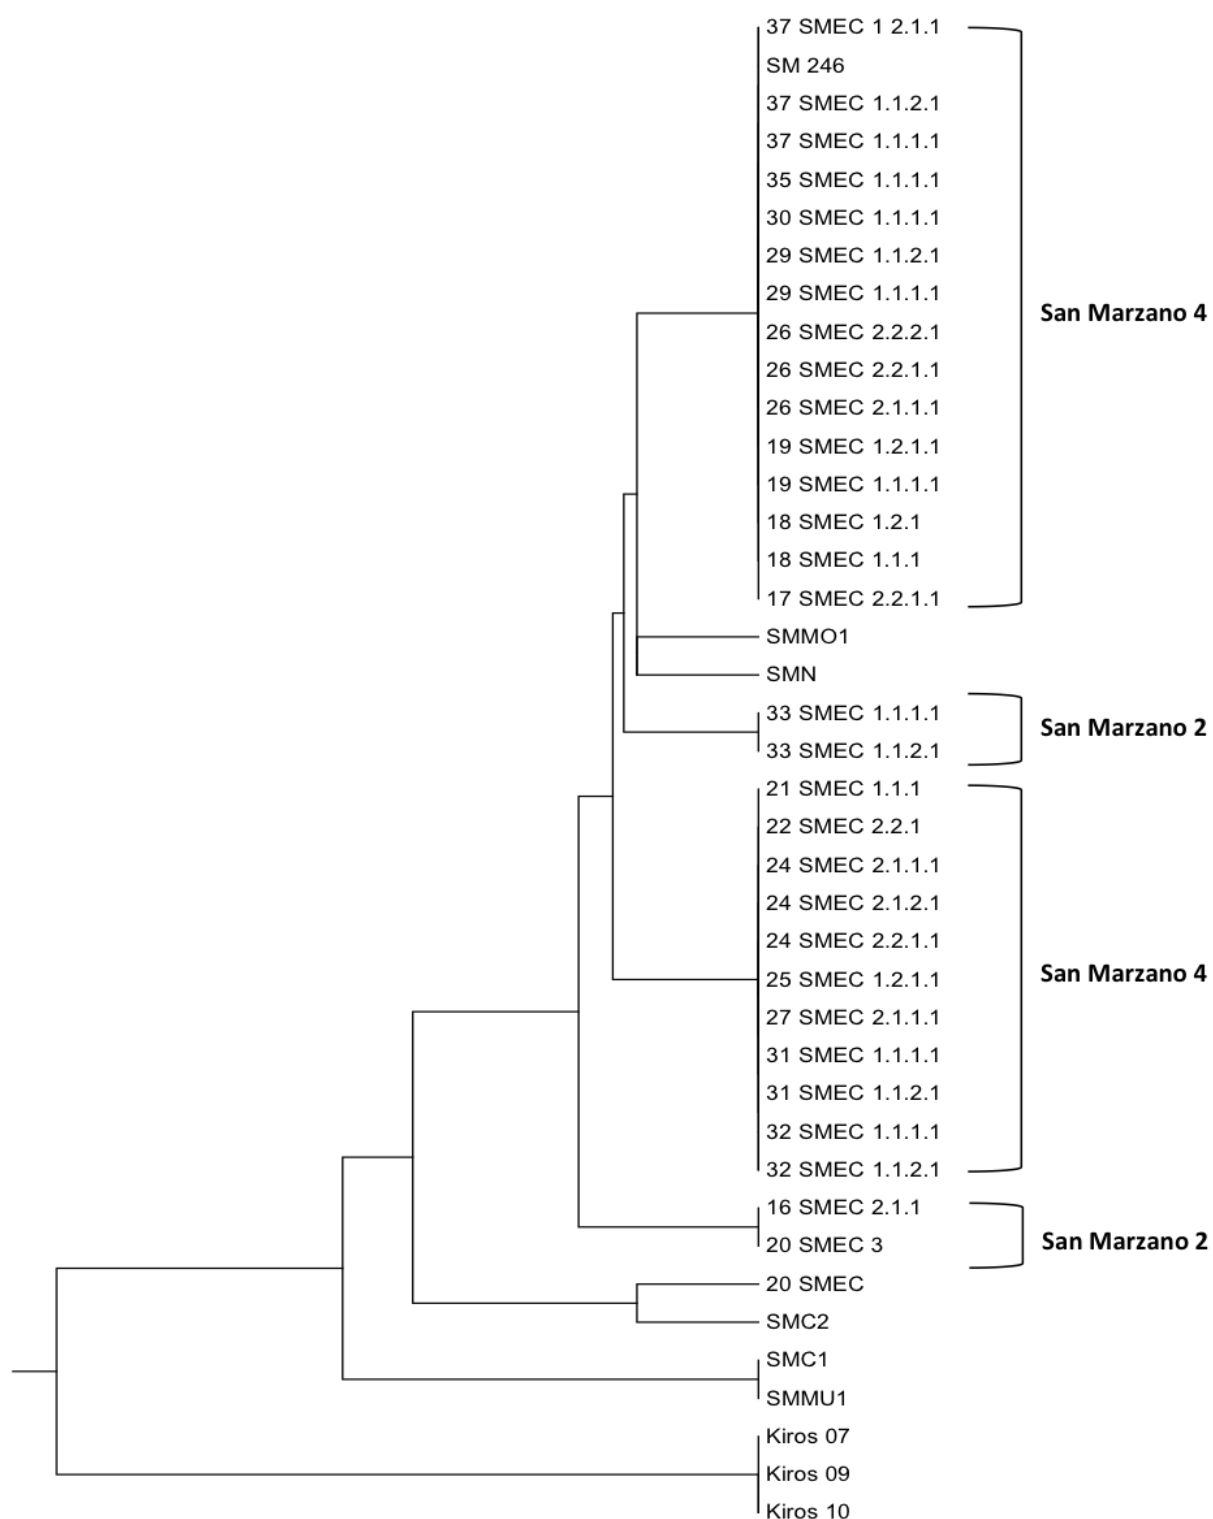 37 SMEC 1 2.1.1
SM 246
37 SMEC 1.1.2.1
37 SMEC 1.1.1.1
35 SMEC 1.1.1.1
30 SMEC 1.1.1.1
29 SMEC 1.1.2.1
29 SMEC 1.1.1.1
San Marzano 4
26 SMEC 2.2.2.1
26 SMEC 2.2.1.1
26 SMEC 2.1.1.1
19 SMEC 1.2.1.1
19 SMEC 1.1.1.1
18 SMEC 1.2.1
18 SMEC 1.1.1
17 SMEC 2.2.1.1
SMMO1
SMN
33 SMEC 1.1.1.1
San Marzano 2
33 SMEC 1.1.2.1
21 SMEC 1.1.1
22 SMEC 2.2.1
24 SMEC 2.1.1.1
24 SMEC 2.1.2.1
24 SMEC 2.2.1.1
San Marzano 4
25 SMEC 1.2.1.1
27 SMEC 2.1.1.1
31 SMEC 1.1.1.1
31 SMEC 1.1.2.1
32 SMEC 1.1.1.1
32 SMEC 1.1.2.1
16 SMEC 2.1.1
San Marzano 2
20 SMEC 3
20 SMEC
SMC2
SMC1
SMMU1
Kiros 07
Kiros 09
Kiros 10